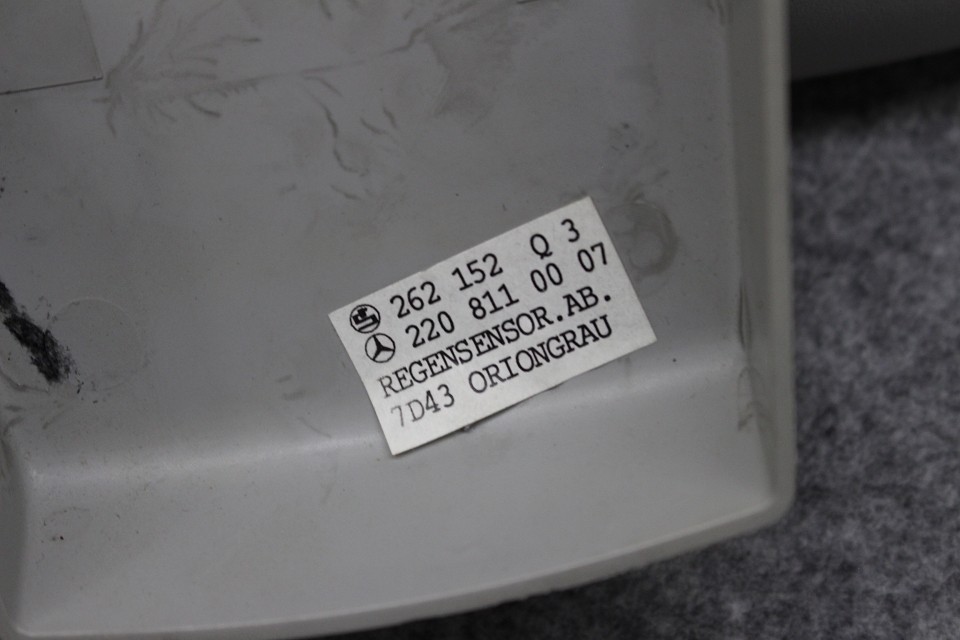 262 152 Q 3
220 811 00 07
REGENSENSOR.AB.
7D43 ORIONGRAU